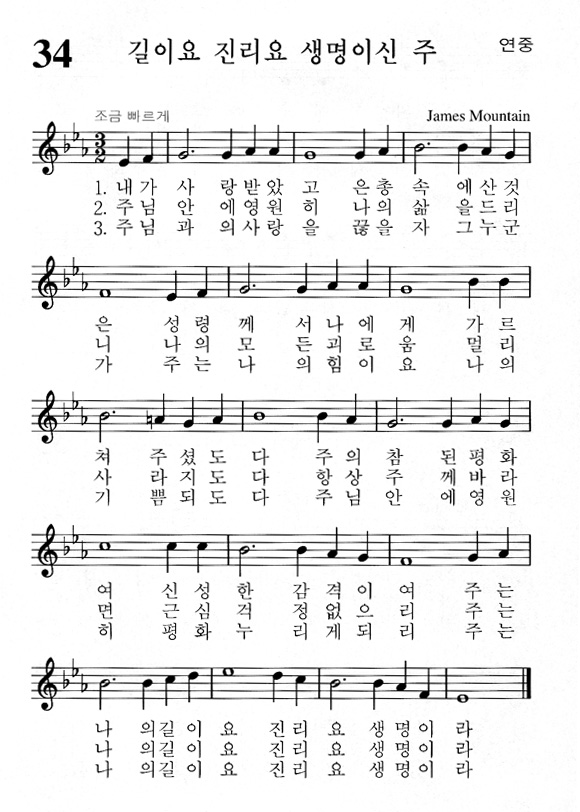 34 길이요 진리요 생명이신 주 연중
조금 빠르게 James Mountain
3
2
1. 내가 사 랑받았 고 은총 속 에산것
2. 주님 안 에영원 히 나의 삶 을드리
3. 주님 과 의사랑 을 끊을 자 그누군
은 성령 께 서나에 게 가르
니 나의 모 든괴로 움 멀리
가 주는 나 의힘이 요 나의
쳐 주셨도 다 주의 참 된평화
사 라지도 다 항상 주 께바라
기 쁨되도 다 주님 안 에영원
여 신성 한 감격 이 여 주는
면 근심 걱 정없으 리 주는
히 평화 누 리게되 리 주는
나 의길이 요 진리 요 생명이 라
나 의길이 요 진리 요 생명이 라
나 의길이 요 진리 요 생명이 라